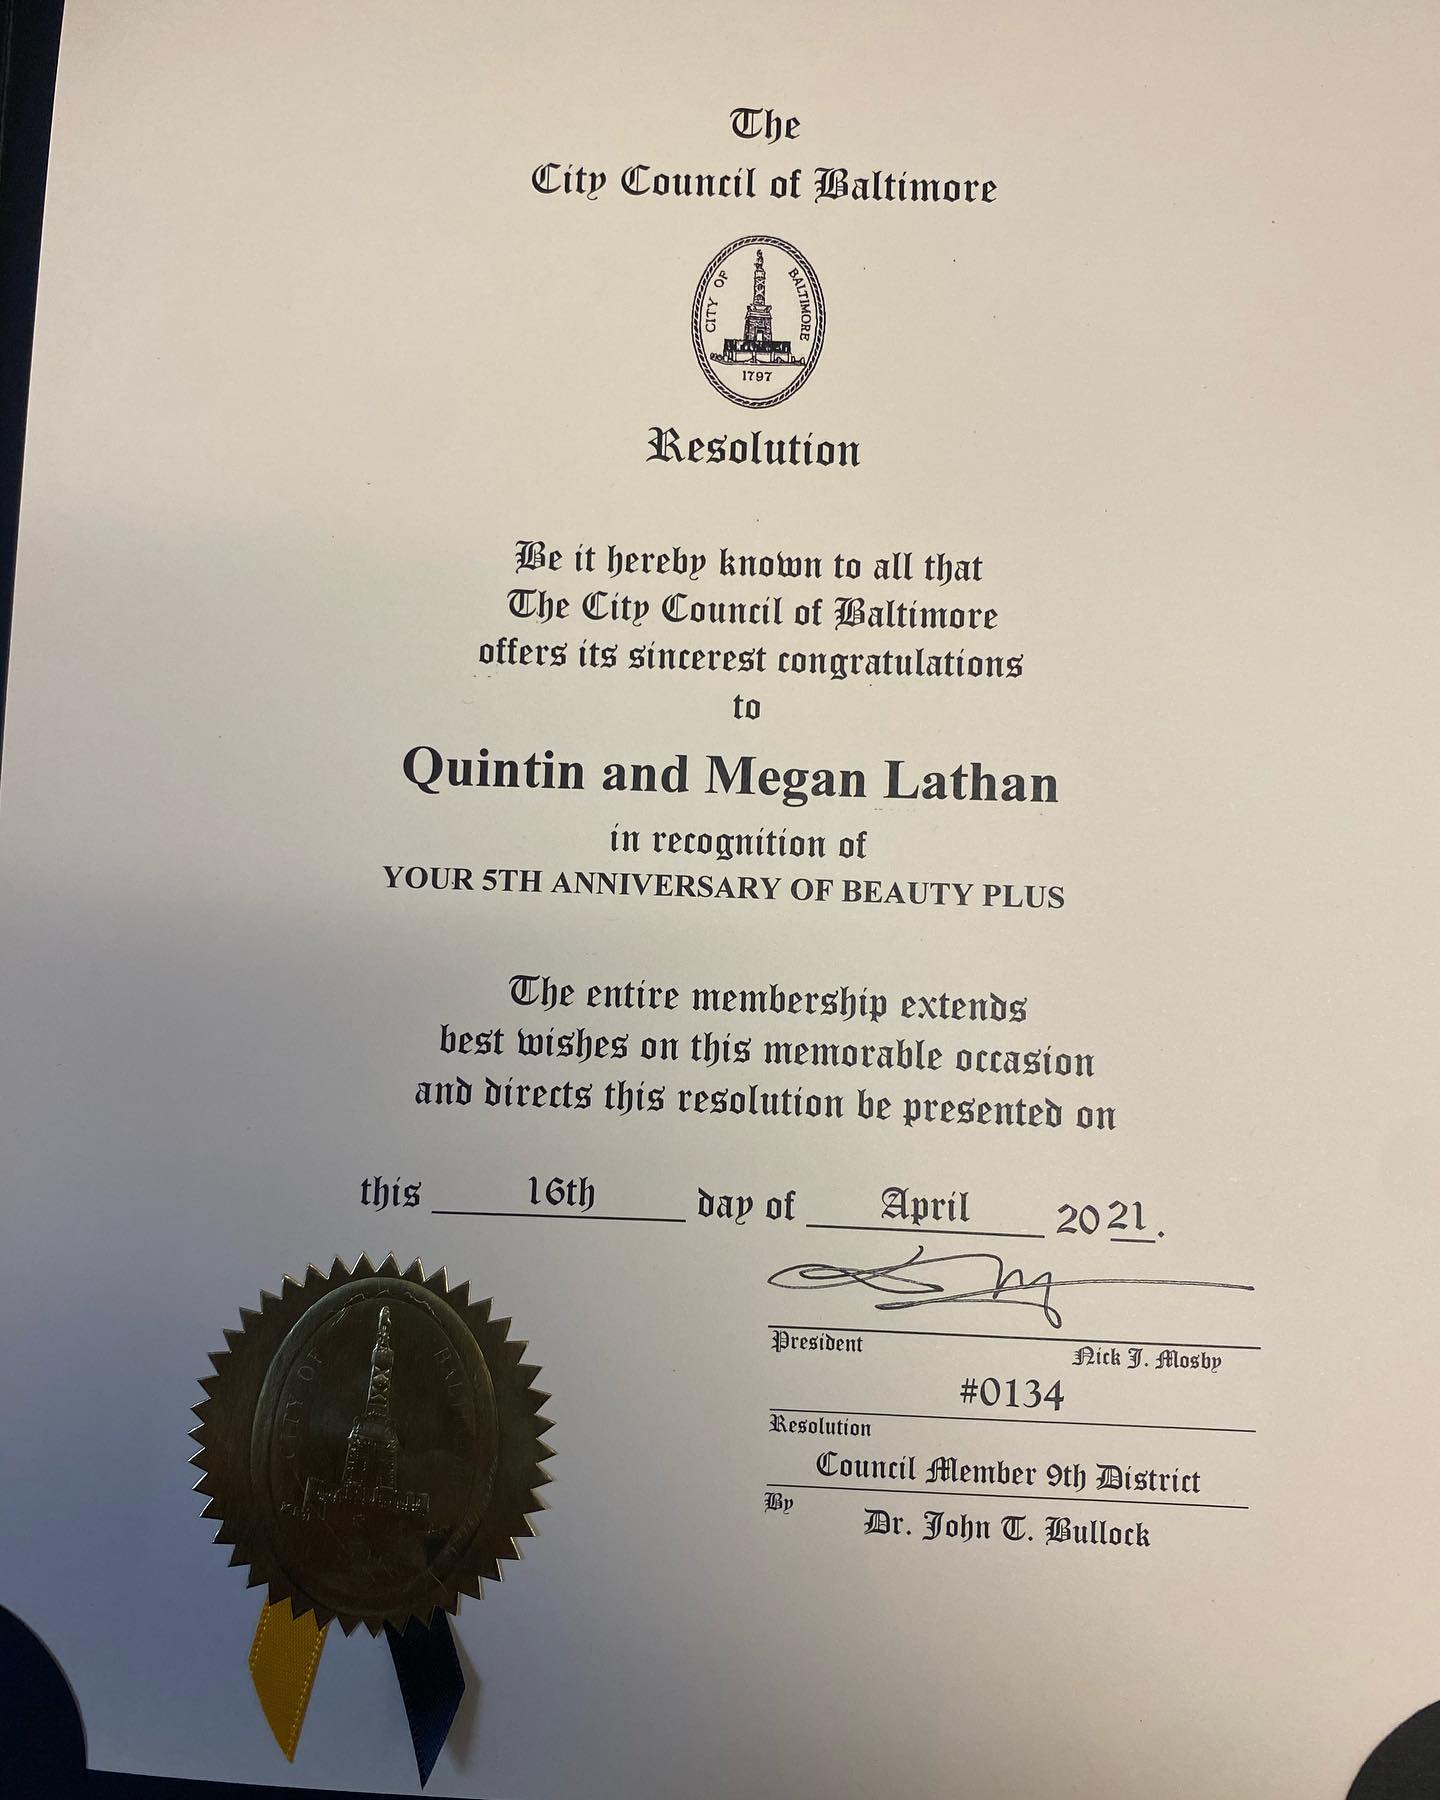 The
City Council of Baltimore
CITY OF BALTIMORE
1797
Resolution
Be it hereby known to all that
The City Council of Baltimore
offers its sincerest congratulations
to
Quintin and Megan Lathan
in recognition of
YOUR 5TH ANNIVERSARY OF BEAUTY PLUS
The entire membership extends
best wishes on this memorable occasion
and directs this resolution be presented on
this 16th day of April 2021.
President Nick J. Mosby
#0134
Resolution
Council Member 9th District
By
Dr. John T. Bullock
CITY OF